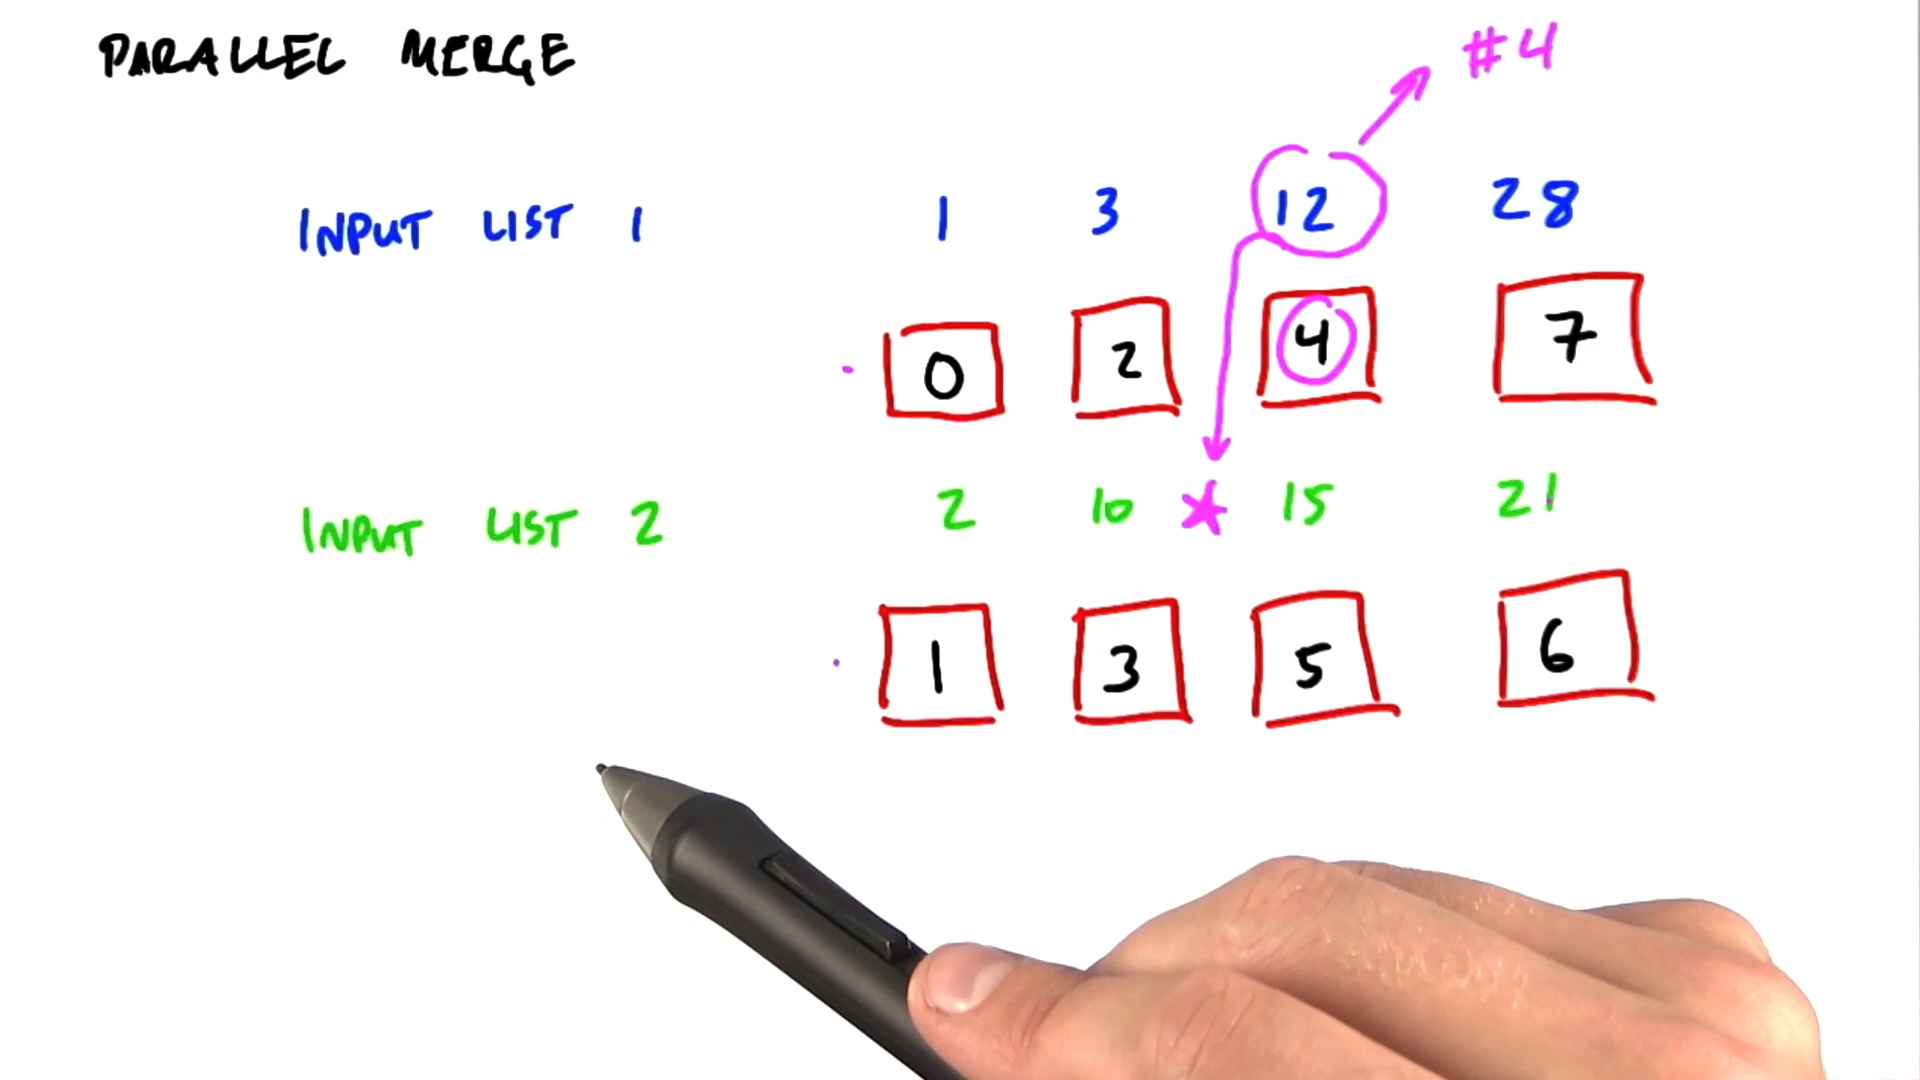 PARALLEL MERGE
#4
INPUT LIST 1 1 3 12 28
0 2 4 7
INPUT LIST 2 2 10 * 15 21
1 3 5 6